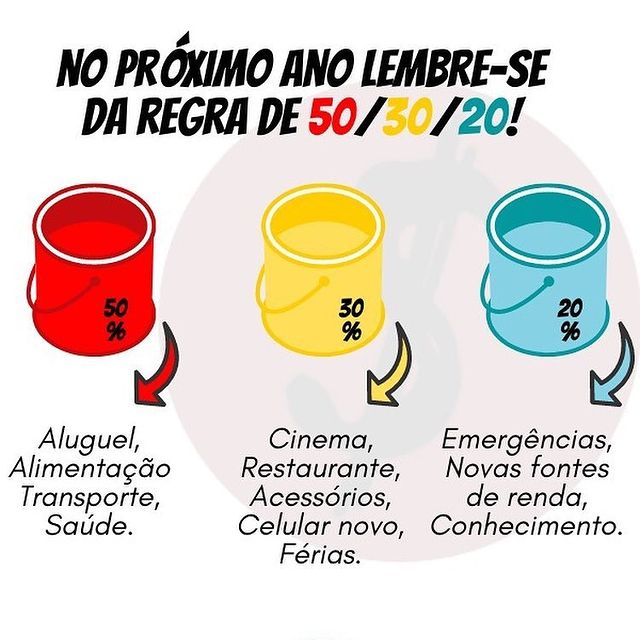 NO PRÓXIMO ANO LEMBRE-SE
DA REGRA DE 50/30/20!
50
%
30
%
20
%
Aluguel,
Alimentação
Transporte,
Saúde.
Cinema,
Restaurante,
Acessórios,
Celular novo,
Férias.
Emergências,
Novas fontes
de renda,
Conhecimento.